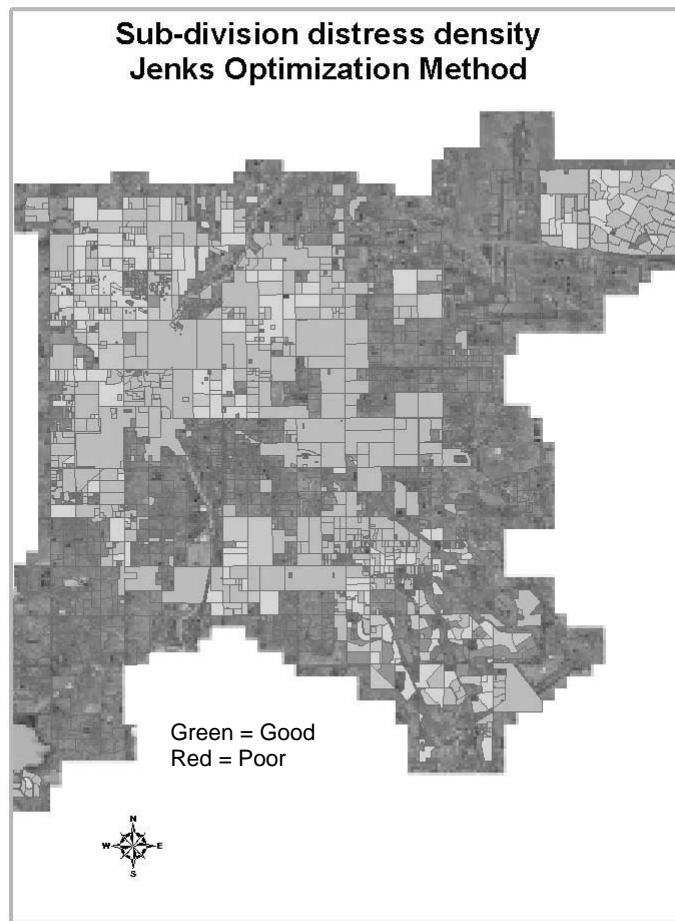 Sub-division distress density
Jenks Optimization Method
Green = Good
Red = Poor
N
W E
S